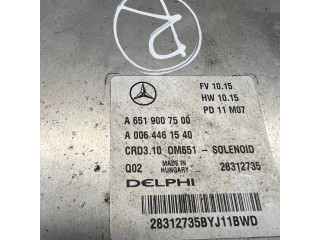 FV 10.15
HW 10.15
PD 11 M07
A 651 900 75 00
A 006 446 15 40
CRD3.10 OM651 - SOLENOID
Q02 MADE IN HUNGARY 28312735
DELPHI
28312735BYJ11BWD